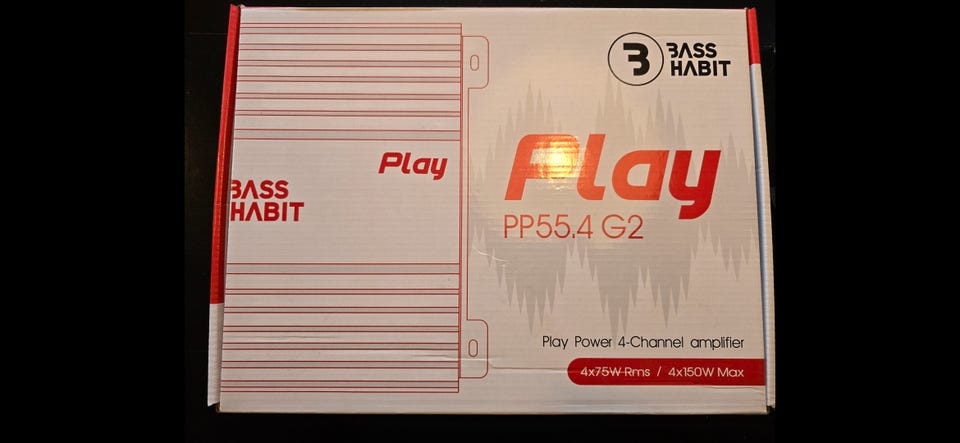 BASS
HABIT
Play
BASS
HABIT
Play
PP55.4 G2
Play Power 4-Channel amplifier
4x75W Rms / 4x150W Max